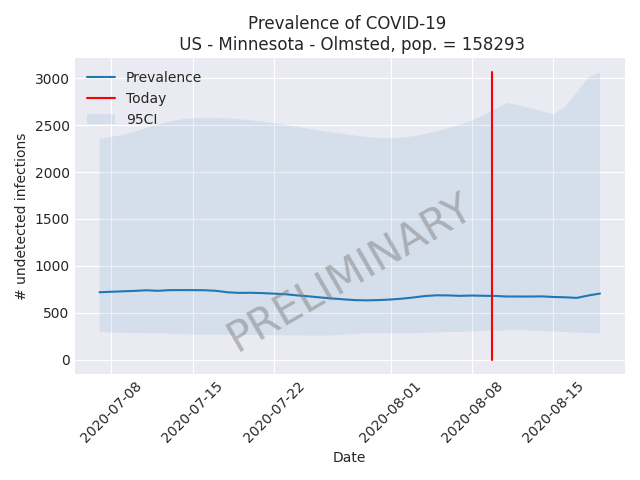 Prevalence of COVID-19
US - Minnesota - Olmsted, pop. = 158293
3000
2500
2000
1500
1000
500
0
# undetected infections
Prevalence
Today
95CI
PRELIMINARY
2020-07-08
2020-07-15
2020-07-22
2020-08-01
2020-08-08
2020-08-15
Date